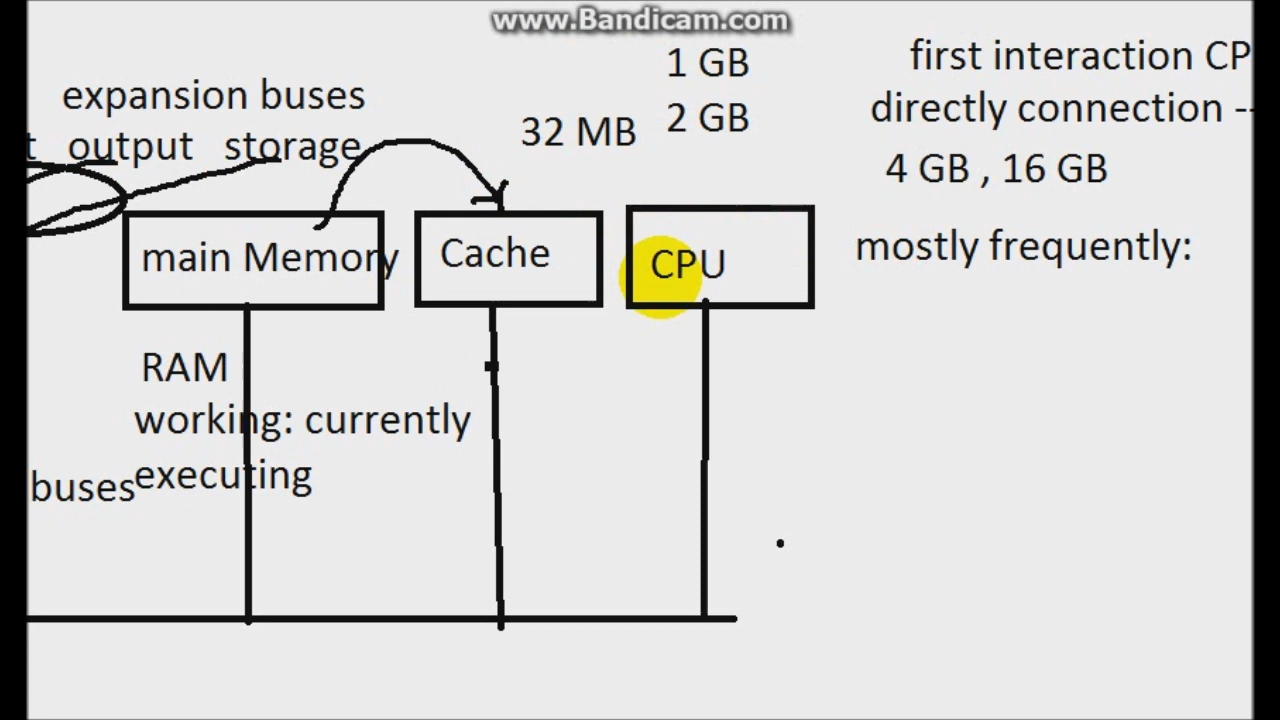 www.Bandicam.com
1 GB
first interaction CP
expansion buses
directly connection --
32 MB
2 GB
t output storage
4 GB , 16 GB
main Memory
Cache
CPU
mostly frequently:
RAM
working: currently
executing
buses